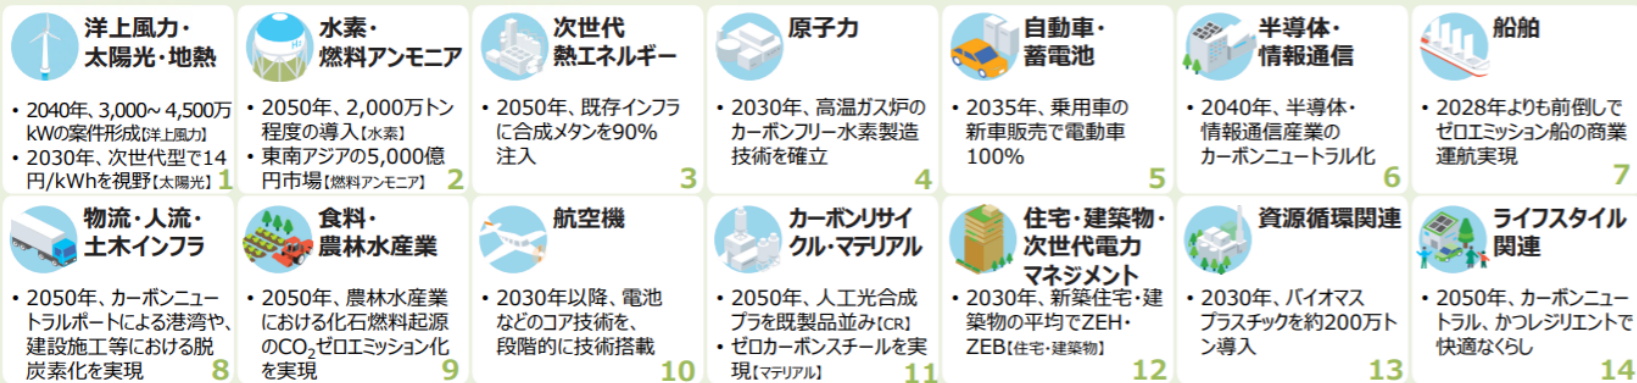 洋上風力・
太陽光・地熱
• 2040年、3,000~4,500万
kWの案件形成【洋上風力】
• 2030年、次世代型で14
円/kWhを視野【太陽光】
1
水素・
燃料アンモニア
• 2050年、2,000万トン
程度の導入【水素】
• 東南アジアの5,000億
円市場【燃料アンモニア】
2
次世代
熱エネルギー
• 2050年、既存インフラ
に合成メタンを90%
注入
3
原子力
• 2030年、高温ガス炉の
カーボンフリー水素製造
技術を確立
4
自動車・
蓄電池
• 2035年、乗用車の
新車販売で電動車
100%
5
半導体・
情報通信
• 2040年、半導体・
情報通信産業の
カーボンニュートラル化
6
船舶
• 2028年よりも前倒しで
ゼロエミッション船の商業
運航実現
7
物流・人流・
土木インフラ
• 2050年、カーボンニュー
トラルポートによる港湾や、
建設施工等における脱
炭素化を実現
8
食料・
農林水産業
• 2050年、農林水産業
における化石燃料起源
のCO₂ゼロエミッション化
を実現
9
航空機
• 2030年以降、電池
などのコア技術を、
段階的に技術搭載
10
カーボンリサイ
クル・マテリアル
• 2050年、人工光合成
プラを既製品並み【CR】
• ゼロカーボンスチールを実
現【マテリアル】
11
住宅・建築物・
次世代電力
マネジメント
• 2030年、新築住宅・建
築物の平均でZEH・
ZEB【住宅・建築物】
12
資源循環関連
• 2030年、バイオマス
プラスチックを約200万ト
ン導入
13
ライフスタイル
関連
• 2050年、カーボンニュー
トラル、かつレジリエントで
快適なくらし
14